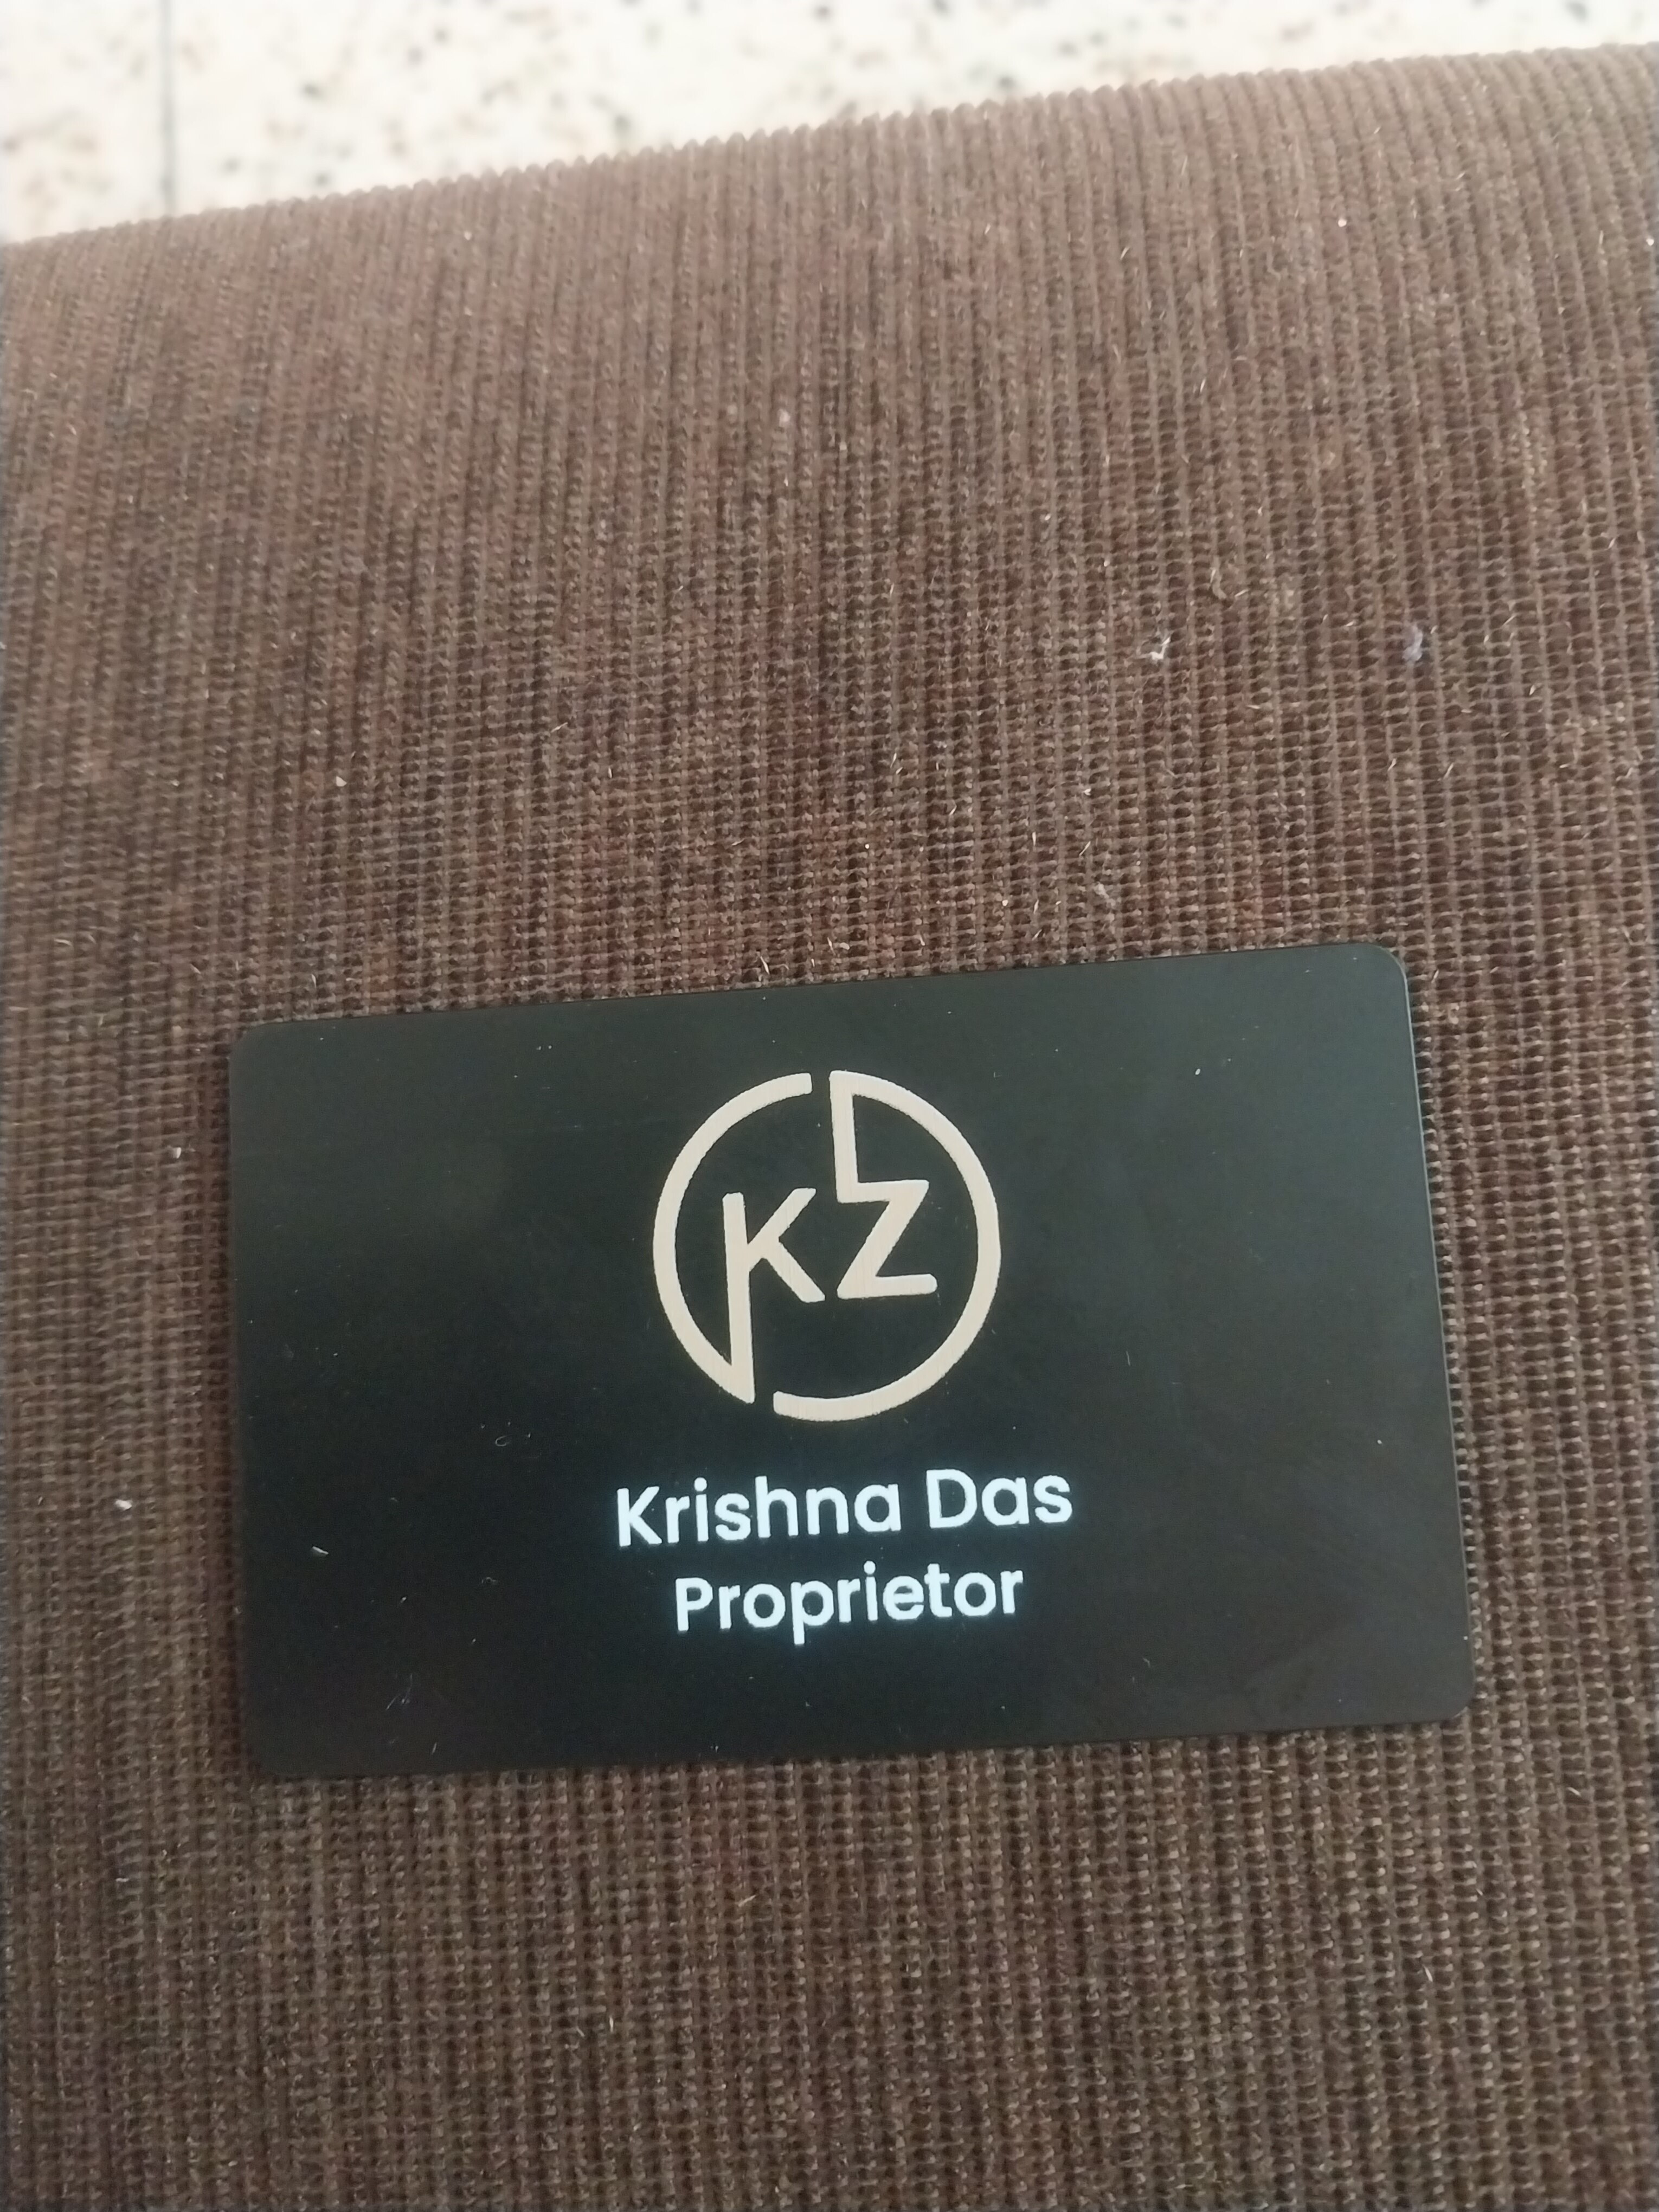 KZ
Krishna Das
Proprietor